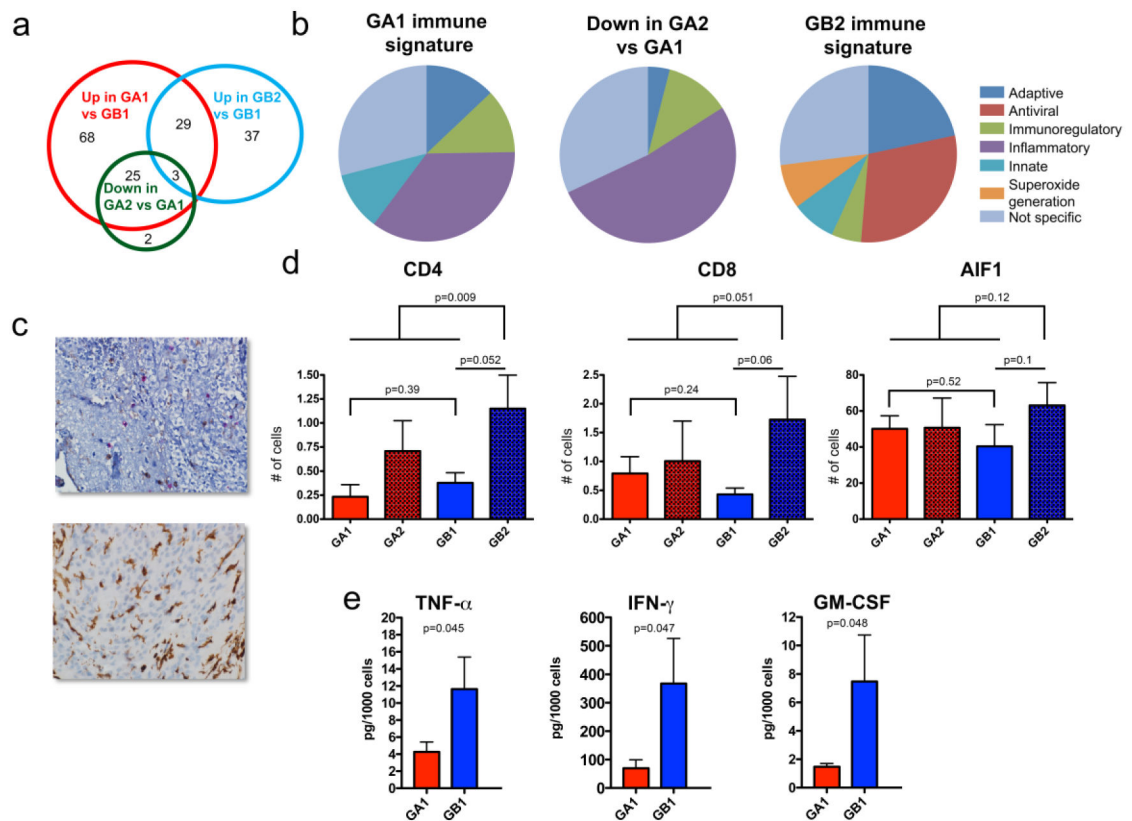 a
Up in GA1
vs GB1
68
29
Up in GB2
vs GB1
37
25
3
Down in
GA2 vs GA1
2
b
GA1 immune
signature
Down in GA2
vs GA1
GB2 immune
signature
Adaptive
Antiviral
Immunoregulatory
Inflammatory
Innate
Superoxide
generation
Not specific
c
d
CD4
p=0.009
p=0.052
p=0.39
# of cells
1.50
1.25
1.00
0.75
0.50
0.25
0.00
GA1
GA2
GB1
GB2
CD8
p=0.051
p=0.06
p=0.24
# of cells
2.5
2.0
1.5
1.0
0.5
0.0
GA1
GA2
GB1
GB2
AIF1
p=0.12
p=0.1
p=0.52
# of cells
80
60
40
20
0
GA1
GA2
GB1
GB2
e
TNF-α
p=0.045
pg/1000 cells
16
14
12
10
8
6
4
2
0
GA1
GB1
IFN-γ
p=0.047
pg/1000 cells
600
500
400
300
200
100
0
GA1
GB1
GM-CSF
p=0.048
pg/1000 cells
12
10
8
6
4
2
0
GA1
GB1